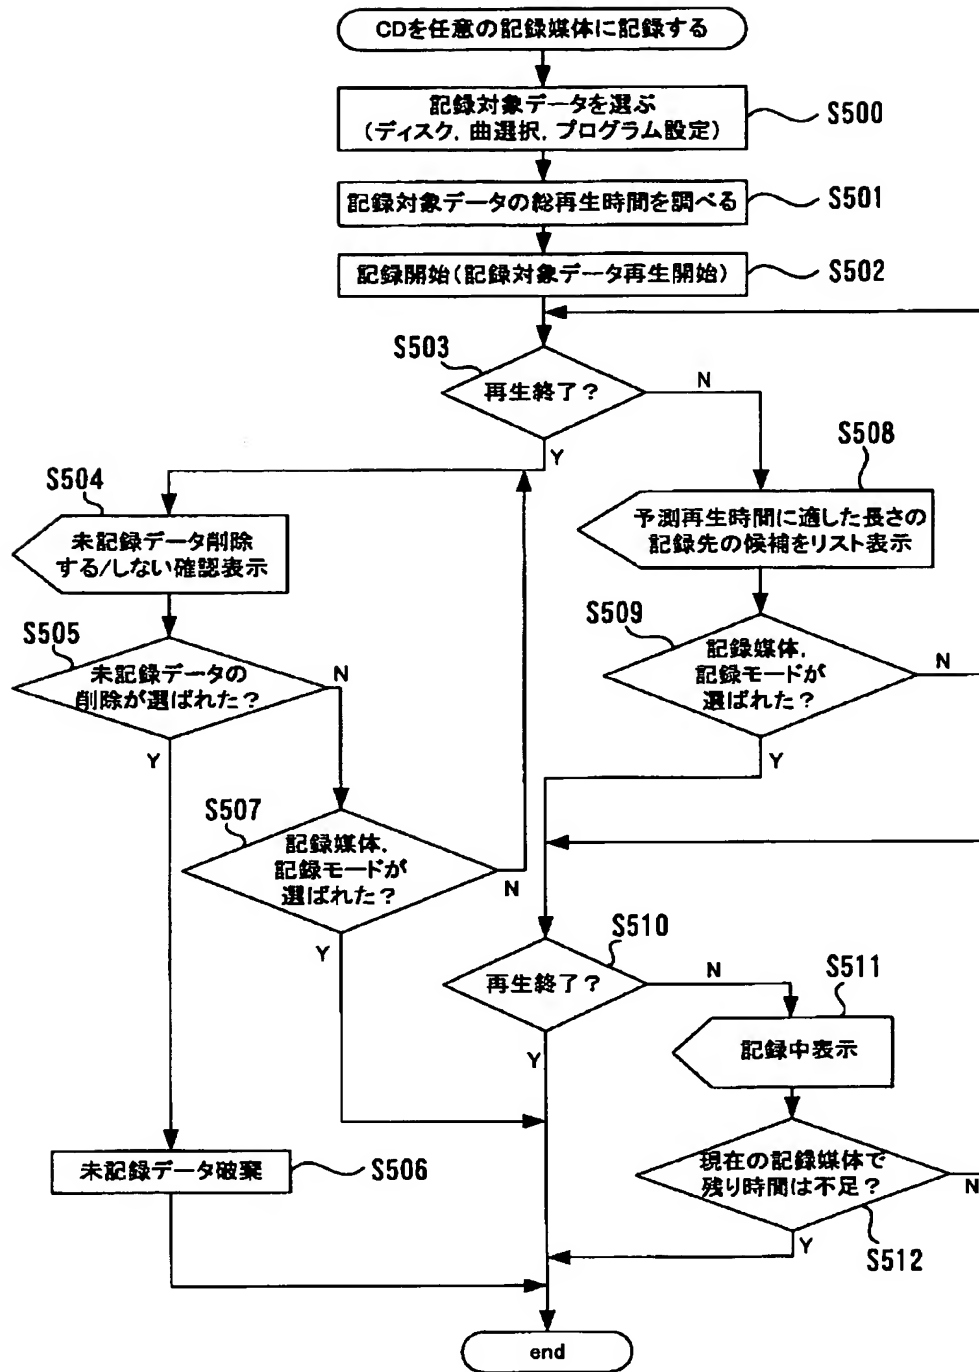 CDを任意の記録媒体に記録する
記録対象データを選ぶ
(ディスク,曲選択,プログラム設定)
S500
記録対象データの総再生時間を調べる
S501
記録開始(記録対象データ再生開始)
S502
S503
再生終了?
N
Y
S504
未記録データ削除
する/しない確認表示
S508
予測再生時間に適した長さの
記録先の候補をリスト表示
S505
未記録データの
削除が選ばれた?
N
Y
S509
記録媒体,
記録モードが
選ばれた?
N
Y
S507
記録媒体,
記録モードが
選ばれた?
N
Y
S510
再生終了?
N
Y
S511
記録中表示
未記録データ破棄
S506
現在の記録媒体で
残り時間は不足?
N
Y
S512
end